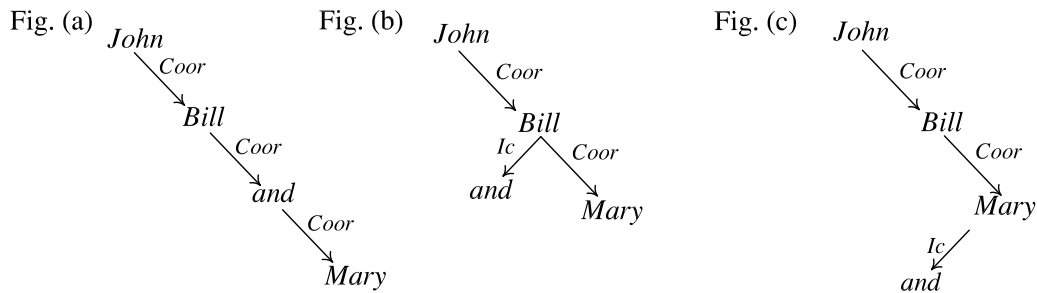 Fig. (a)
John
Coor
Bill
Coor
and
Coor
Mary
Fig. (b)
John
Coor
Bill
Ic
Coor
and
Mary
Fig. (c)
John
Coor
Bill
Coor
Mary
Ic
and